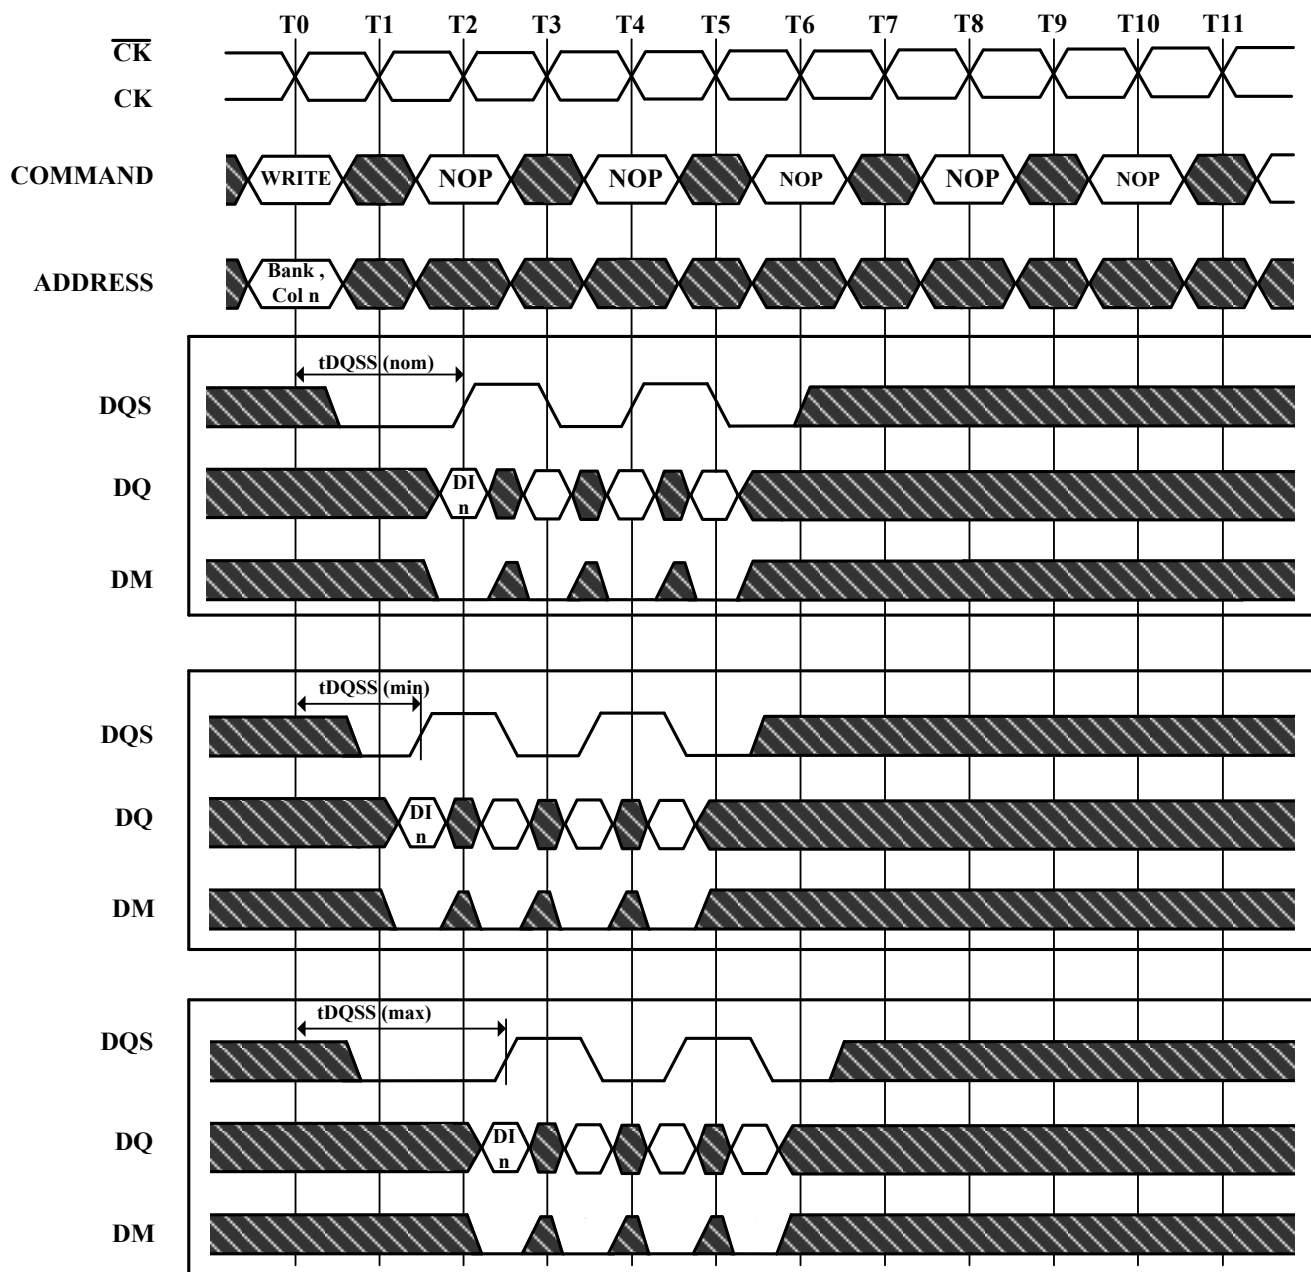 T0 T1 T2 T3 T4 T5 T6 T7 T8 T9 T10 T11
CK
CK
COMMAND WRITE NOP NOP NOP NOP NOP
ADDRESS Bank ,
Col n
tDQSS (nom)
DQS
DQ DI
n
DM
tDQSS (min)
DQS
DQ DI
n
DM
tDQSS (max)
DQS
DQ DI
n
DM